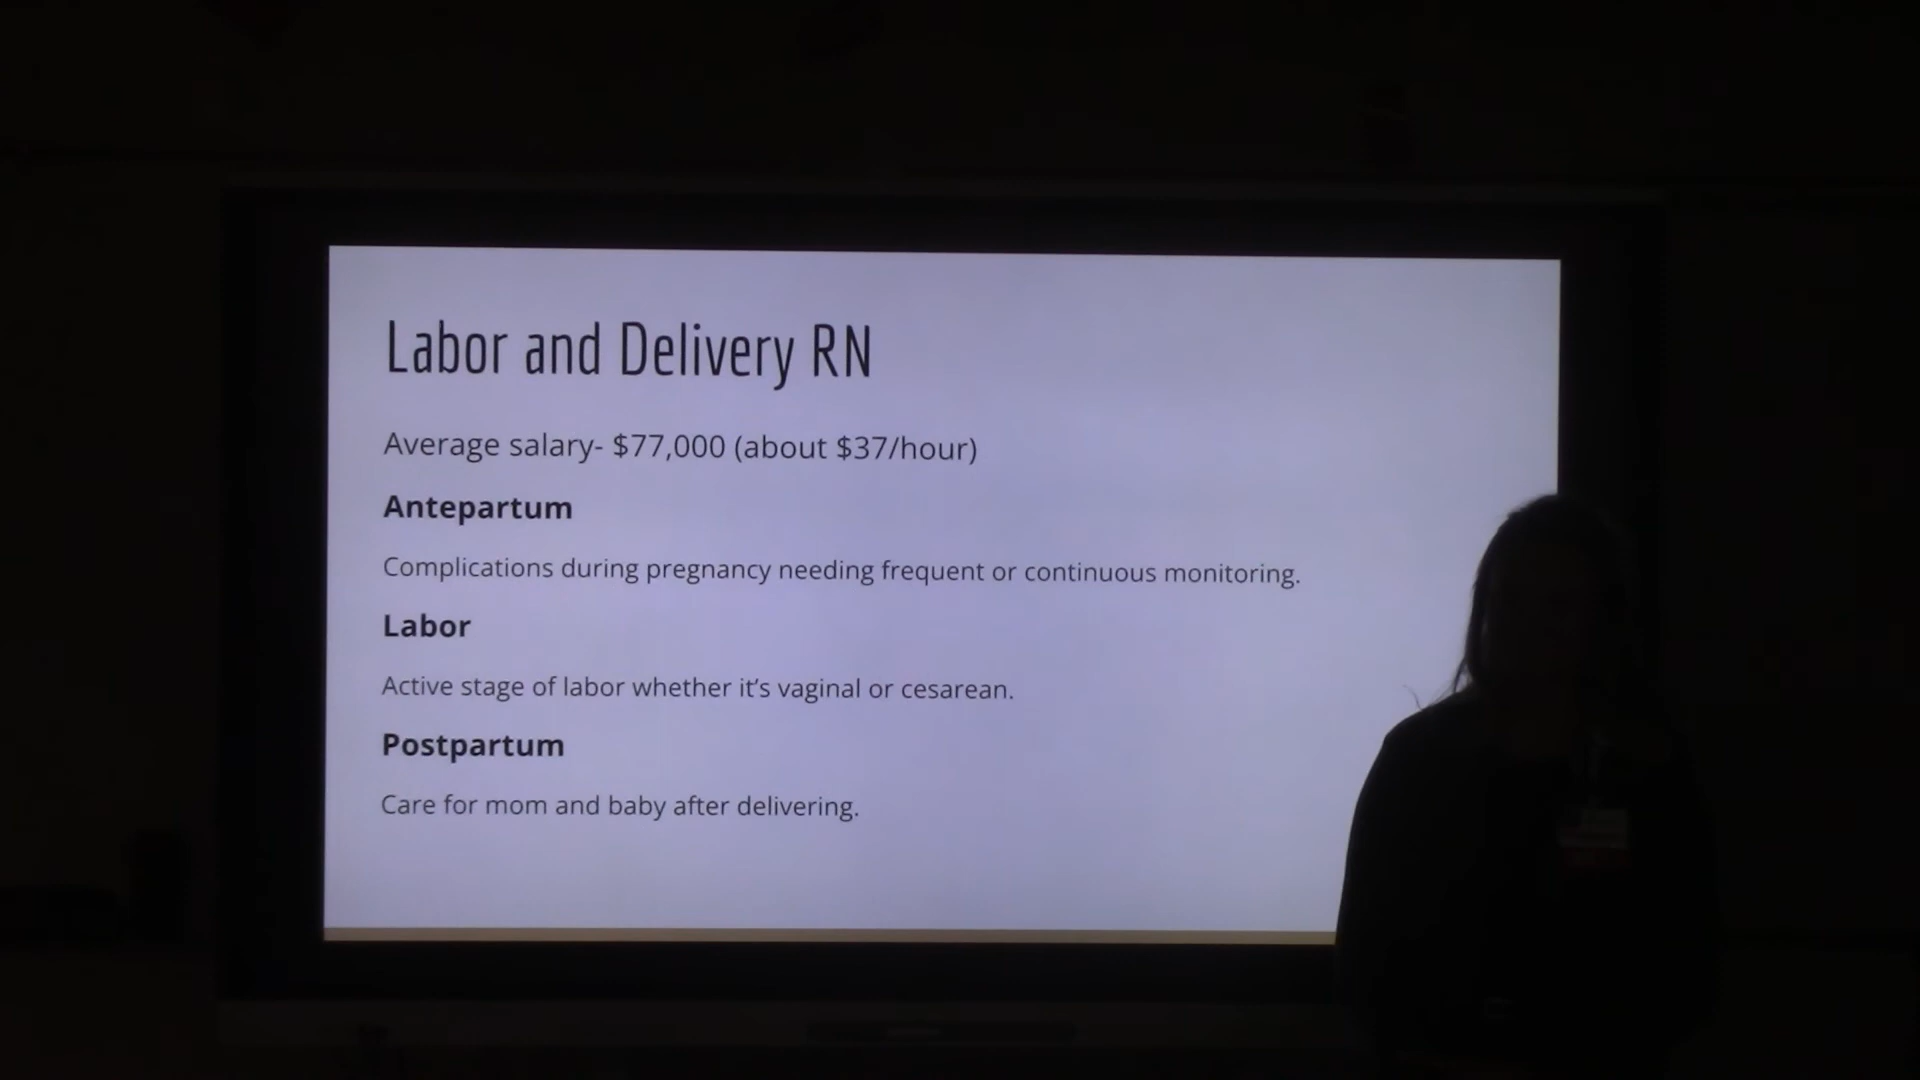 Labor and Delivery RN
Average salary- $77,000 (about $37/hour)
Antepartum
Complications during pregnancy needing frequent or continuous monitoring.
Labor
Active stage of labor whether it’s vaginal or cesarean.
Postpartum
Care for mom and baby after delivering.